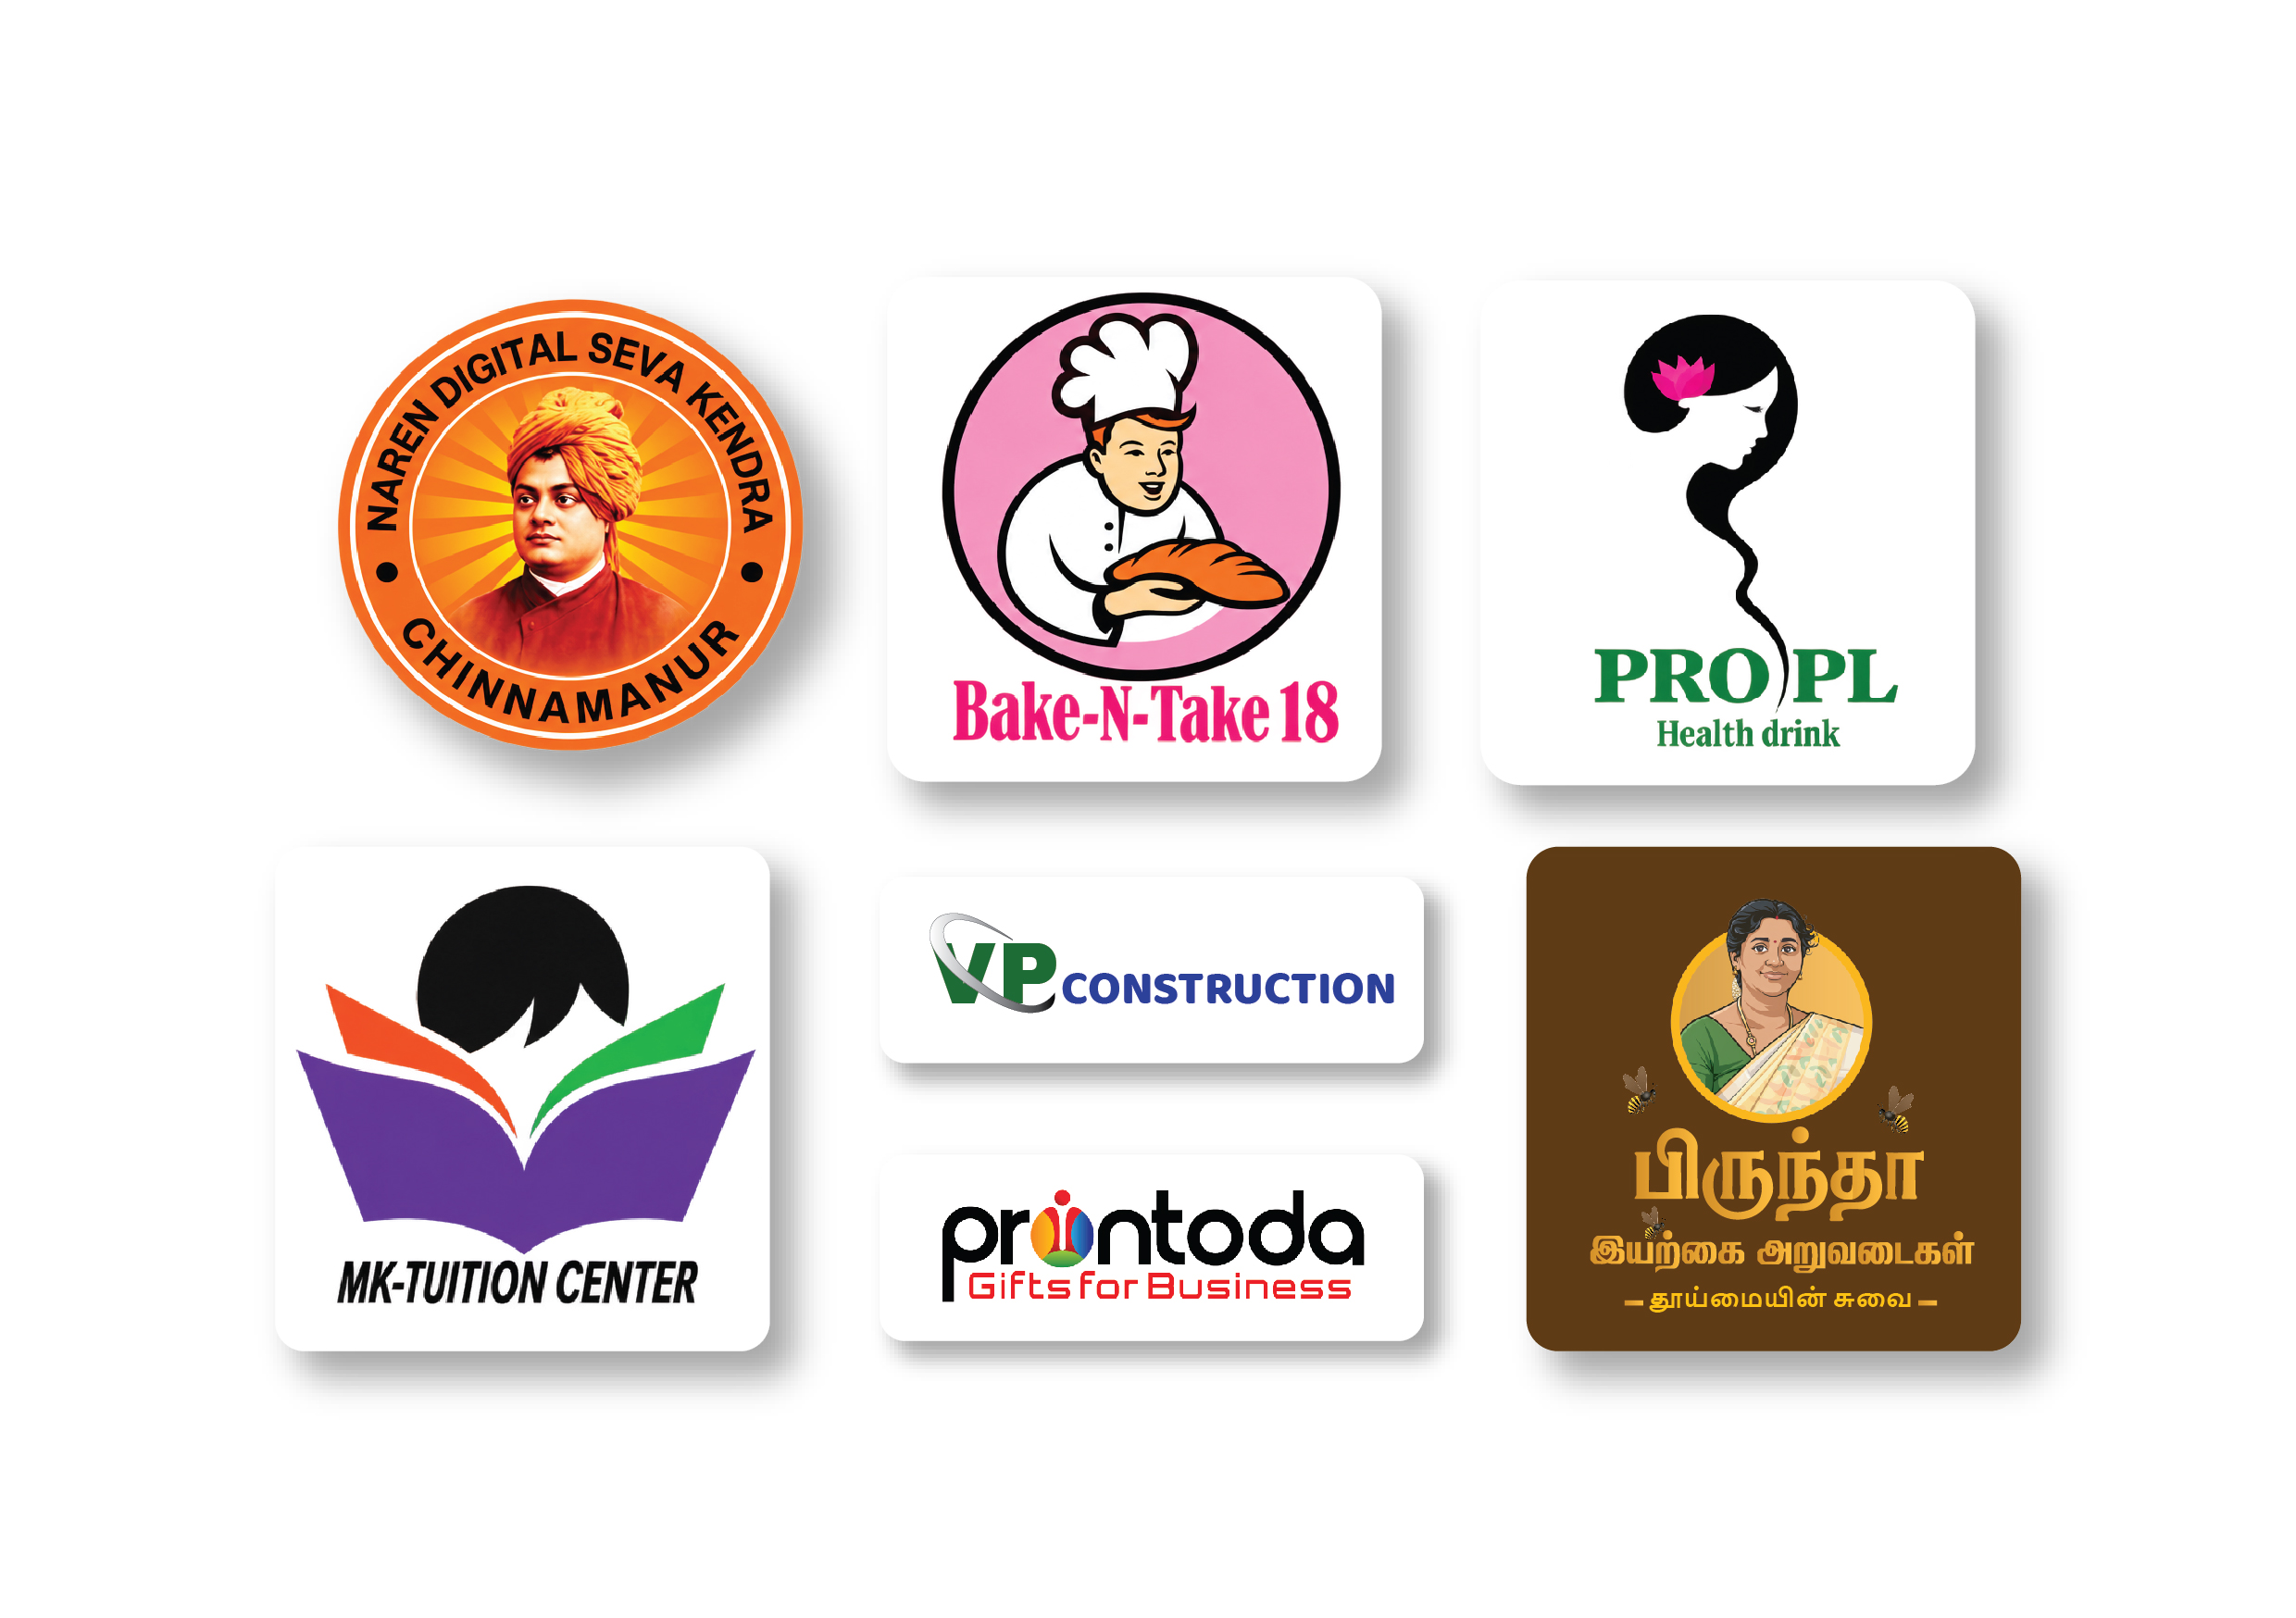 NAREN DIGITAL SEVA KENDRA
CHINNAMANUR
Bake-N-Take 18
PRO PL
Health drink
MK-TUITION CENTER
VP CONSTRUCTION
printoda
Gifts for Business
பிருந்தா
இயற்கை அறுவடைகள்
தூய்மையின் சுவை